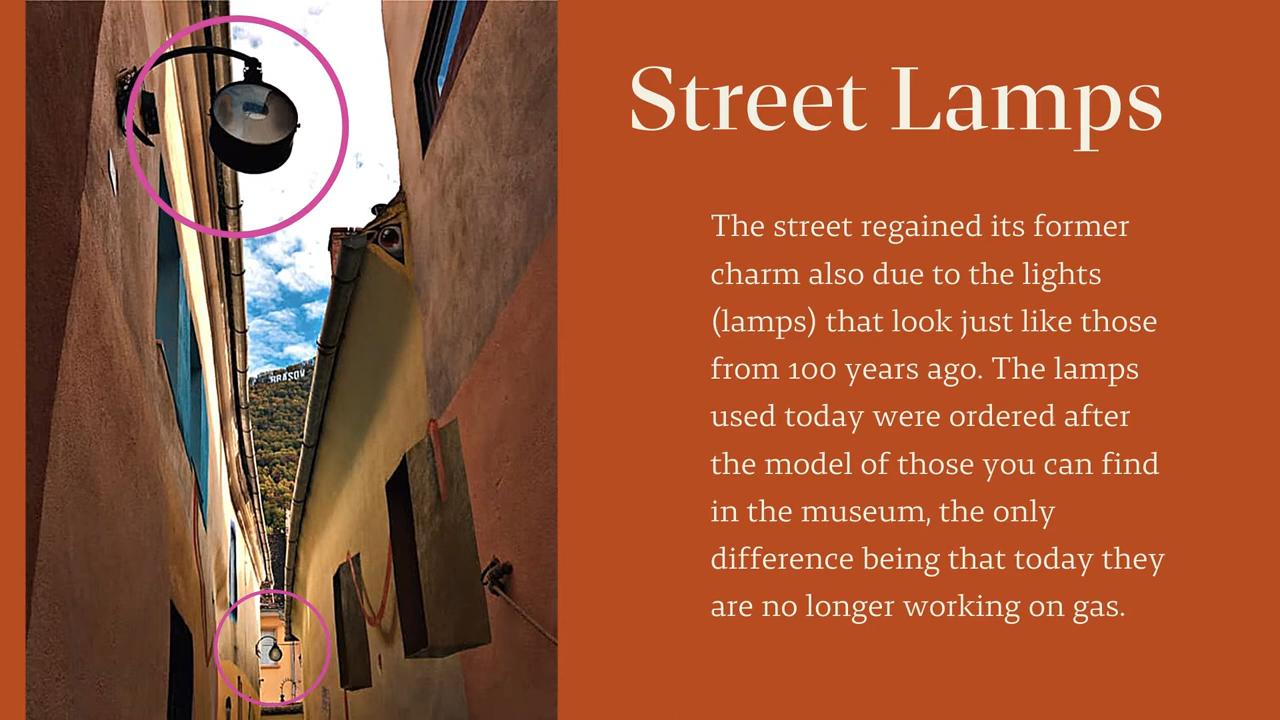 Street Lamps
The street regained its former
charm also due to the lights
(lamps) that look just like those
from 100 years ago. The lamps
used today were ordered after
the model of those you can find
in the museum, the only
difference being that today they
are no longer working on gas.
BRASOV